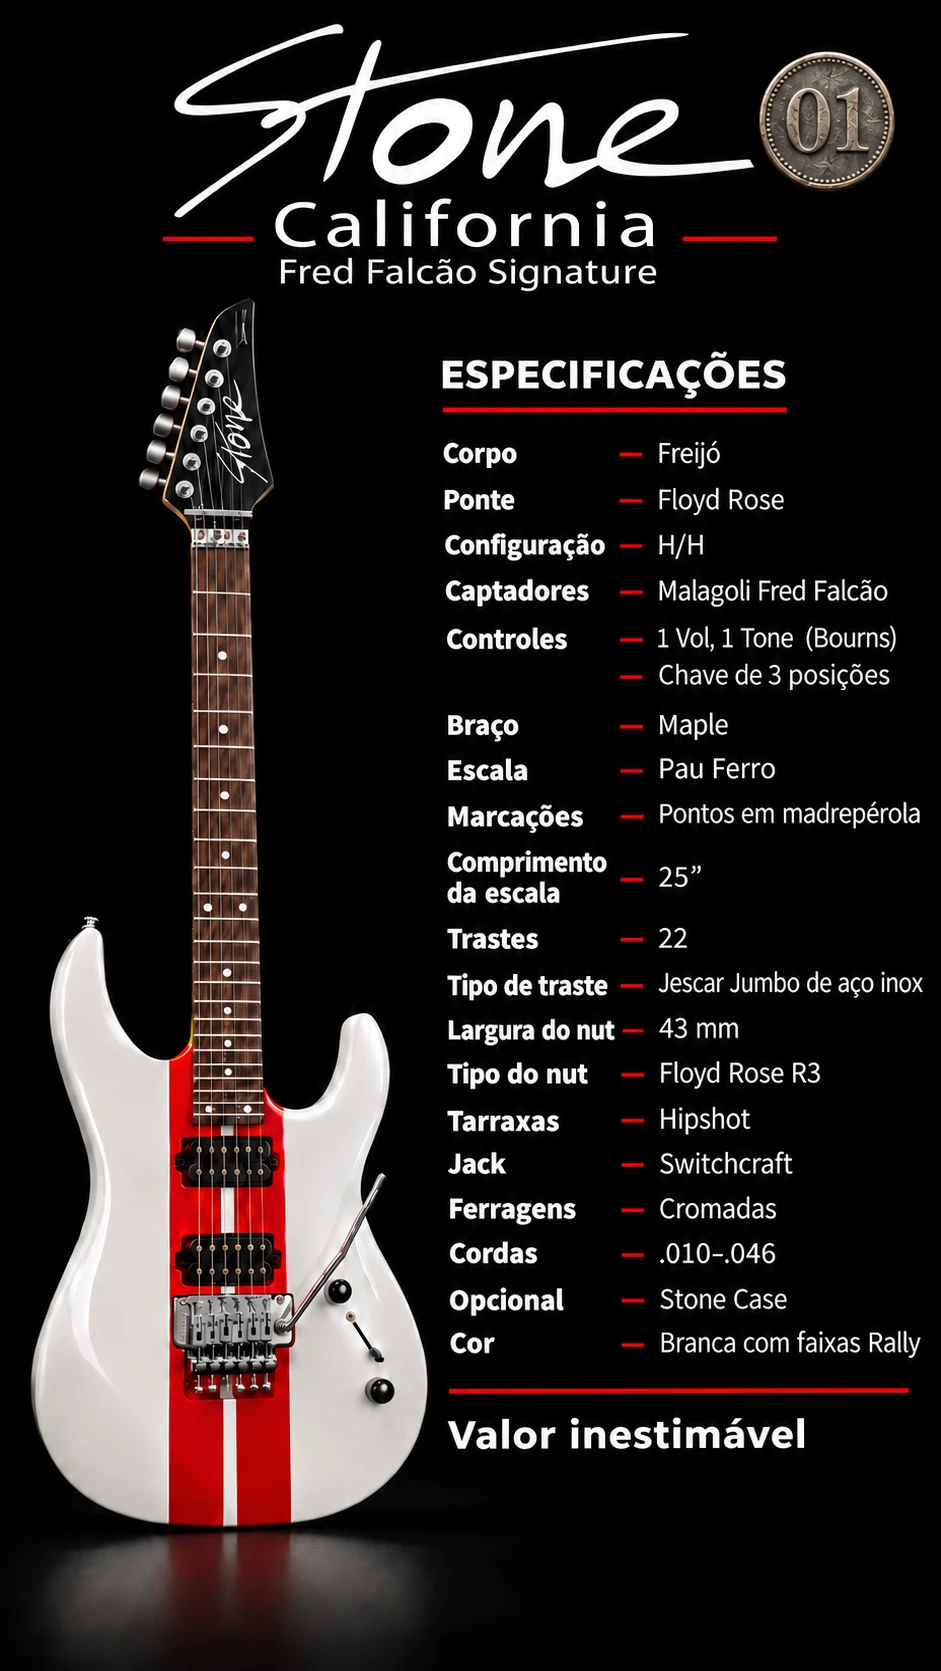 Stone
01
California
Fred Falcão Signature
Stone
ESPECIFICAÇÕES
Corpo — Freijó
Ponte — Floyd Rose
Configuração — H/H
Captadores — Malagoli Fred Falcão
Controles — 1 Vol, 1 Tone (Bourns)
— Chave de 3 posições
Braço — Maple
Escala — Pau Ferro
Marcações — Pontos em madrepérola
Comprimento
da escala — 25”
Trastes — 22
Tipo de traste — Jescar Jumbo de aço inox
Largura do nut — 43 mm
Tipo do nut — Floyd Rose R3
Tarraxas — Hipshot
Jack — Switchcraft
Ferragens — Cromadas
Cordas — .010–.046
Opcional — Stone Case
Cor — Branca com faixas Rally
Valor inestimável